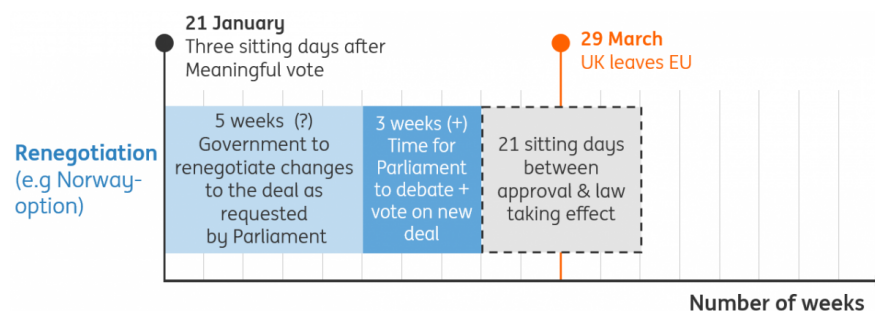 21 January
Three sitting days after
Meaningful vote
29 March
UK leaves EU
Renegotiation
(e.g Norway-
option)
5 weeks (?)
Government to
renegotiate changes
to the deal as
requested
by Parliament
3 weeks (+)
Time for
Parliament
to debate +
vote on new
deal
21 sitting days
between
approval & law
taking effect
Number of weeks